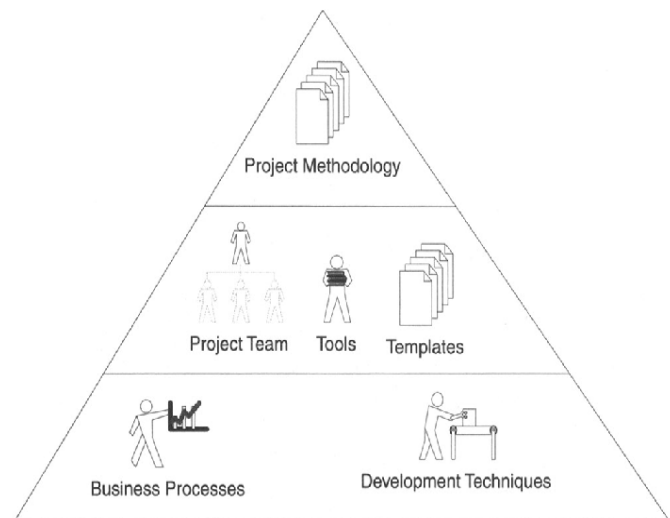 Project Methodology
Project Team
Tools
Templates
Business Processes
Development Techniques